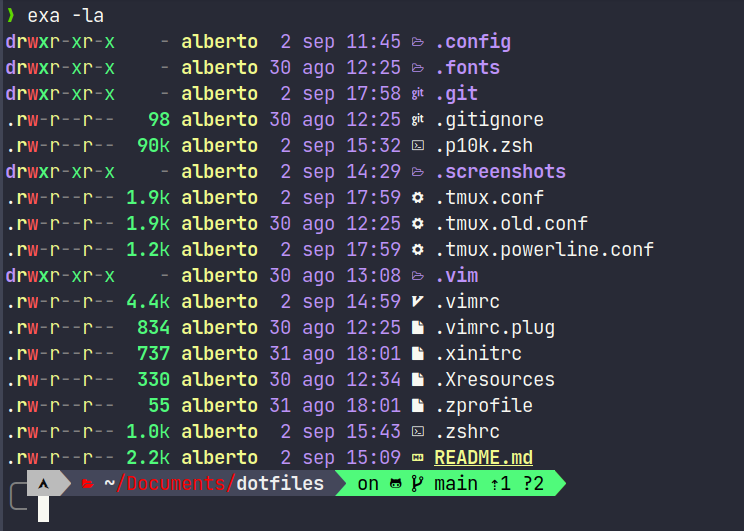 ❯ exa -la
drwxr-xr-x - alberto 2 sep 11:45 .config
drwxr-xr-x - alberto 30 ago 12:25 .fonts
drwxr-xr-x - alberto 2 sep 17:58 git .git
.rw-r--r-- 98 alberto 30 ago 12:25 git .gitignore
.rw-r--r-- 90k alberto 2 sep 15:32 .p10k.zsh
drwxr-xr-x - alberto 2 sep 14:29 .screenshots
.rw-r--r-- 1.9k alberto 2 sep 17:59 .tmux.conf
.rw-r--r-- 1.9k alberto 30 ago 12:25 .tmux.old.conf
.rw-r--r-- 1.2k alberto 2 sep 17:59 .tmux.powerline.conf
drwxr-xr-x - alberto 30 ago 13:08 .vim
.rw-r--r-- 4.4k alberto 2 sep 14:59 .vimrc
.rw-r--r-- 834 alberto 30 ago 12:25 .vimrc.plug
.rw-r--r-- 737 alberto 31 ago 18:01 .xinitrc
.rw-r--r-- 330 alberto 30 ago 12:34 .Xresources
.rw-r--r-- 55 alberto 31 ago 18:01 .zprofile
.rw-r--r-- 1.0k alberto 2 sep 15:43 .zshrc
.rw-r--r-- 2.2k alberto 2 sep 15:09 README.md
~/Documents/dotfiles on main ⇡1 ?2